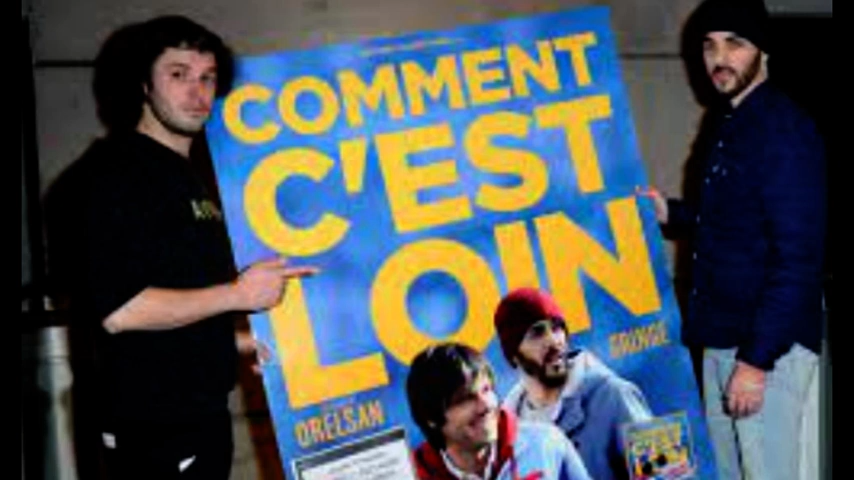 COMMENT
C'EST
LOIN
GRINGE
ORELSAN